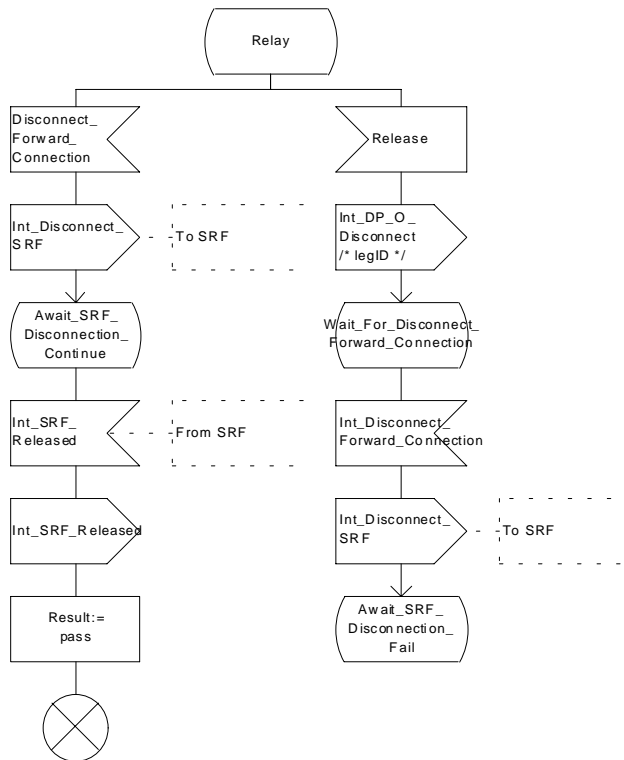 Relay
Disconnect_
Forward_
Connection
Release
Int_Disconnect_
SRF
To SRF
Int_DP_O_
Disconnect
/* legID */
Await_SRF_
Disconnection_
Continue
Wait_For_Disconnect_
Forward_Connection
Int_SRF_
Released
From SRF
Int_Disconnect_
Forward_Connection
Int_SRF_Released
Int_Disconnect_
SRF
To SRF
Result:=
pass
Await_SRF_
Disconnection_
Fail